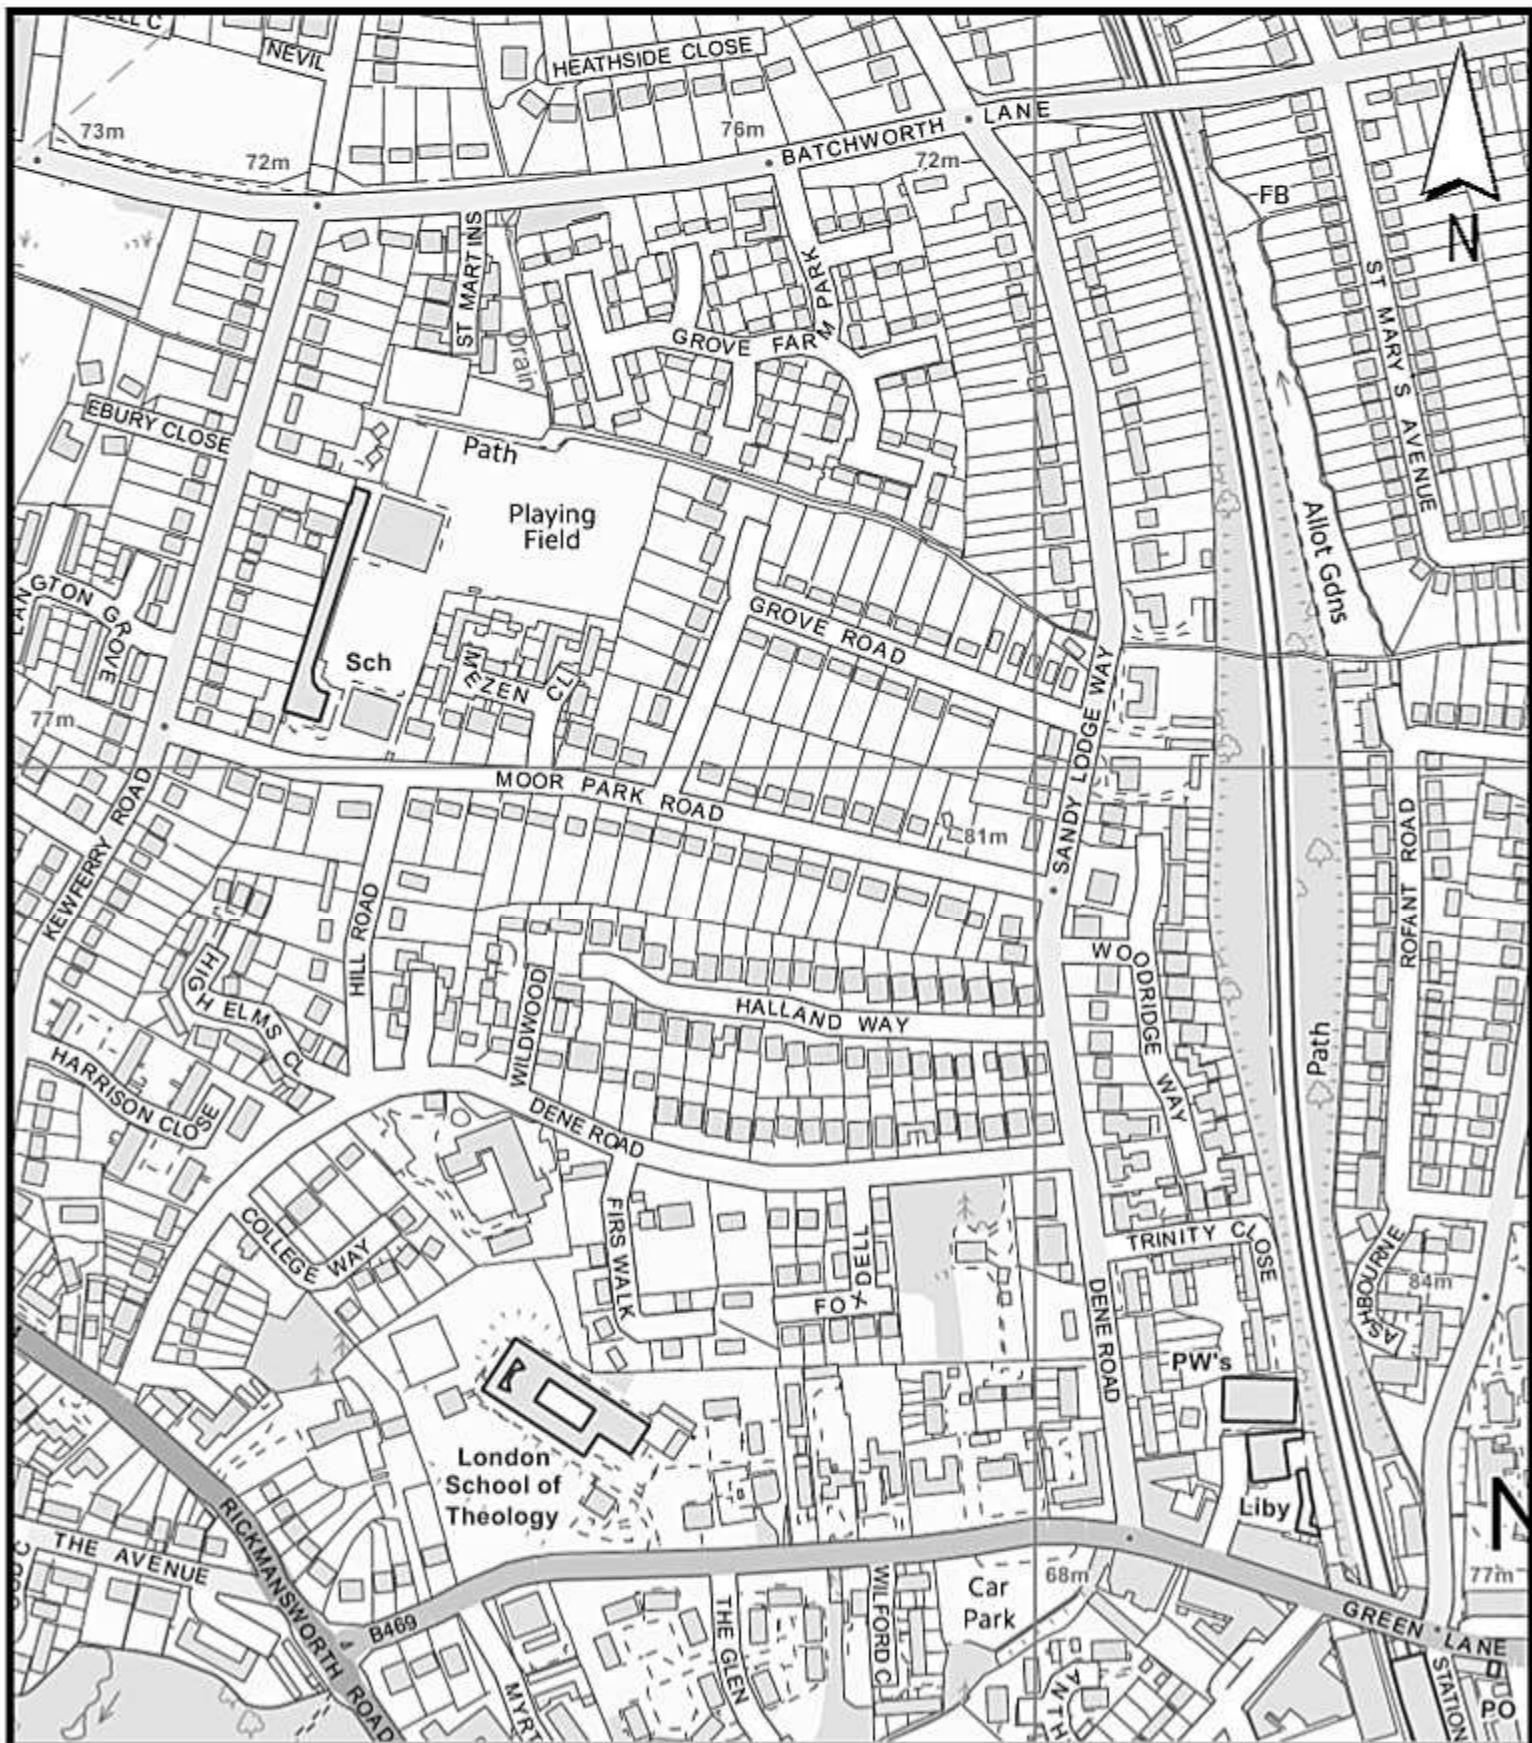 NEVIL
HEATHSIDE CLOSE
73m
72m
76m
BATCHWORTH LANE
72m
FB
N
ST MARTINS
Drain
GROVE FARM PARK
ST MARY'S AVENUE
EBURY CLOSE
Path
Playing
Field
Allot Gdns
LANGTON GROVE
GROVE ROAD
Sch
MEZEN CL
SANDY LODGE WAY
77m
MOOR PARK ROAD
81m
KEWFERRY ROAD
HILL ROAD
ROFANT ROAD
HIGH ELMS CL
WILDWOOD
HALLAND WAY
WOODRIDGE WAY
Path
HARRISON CLOSE
DENE ROAD
COLLEGE WAY
FIRS WALK
FOXDELL
TRINITY CLOSE
ASHBOURNE
84m
DENE ROAD
PW's
London
School of
Theology
Liby
N
THE AVENUE
RICKMANSWORTH ROAD
B469
MYRT
THE GLEN
WILFORD C
Car
Park
68m
77m
GREEN LANE
STATION
PO
ANTH